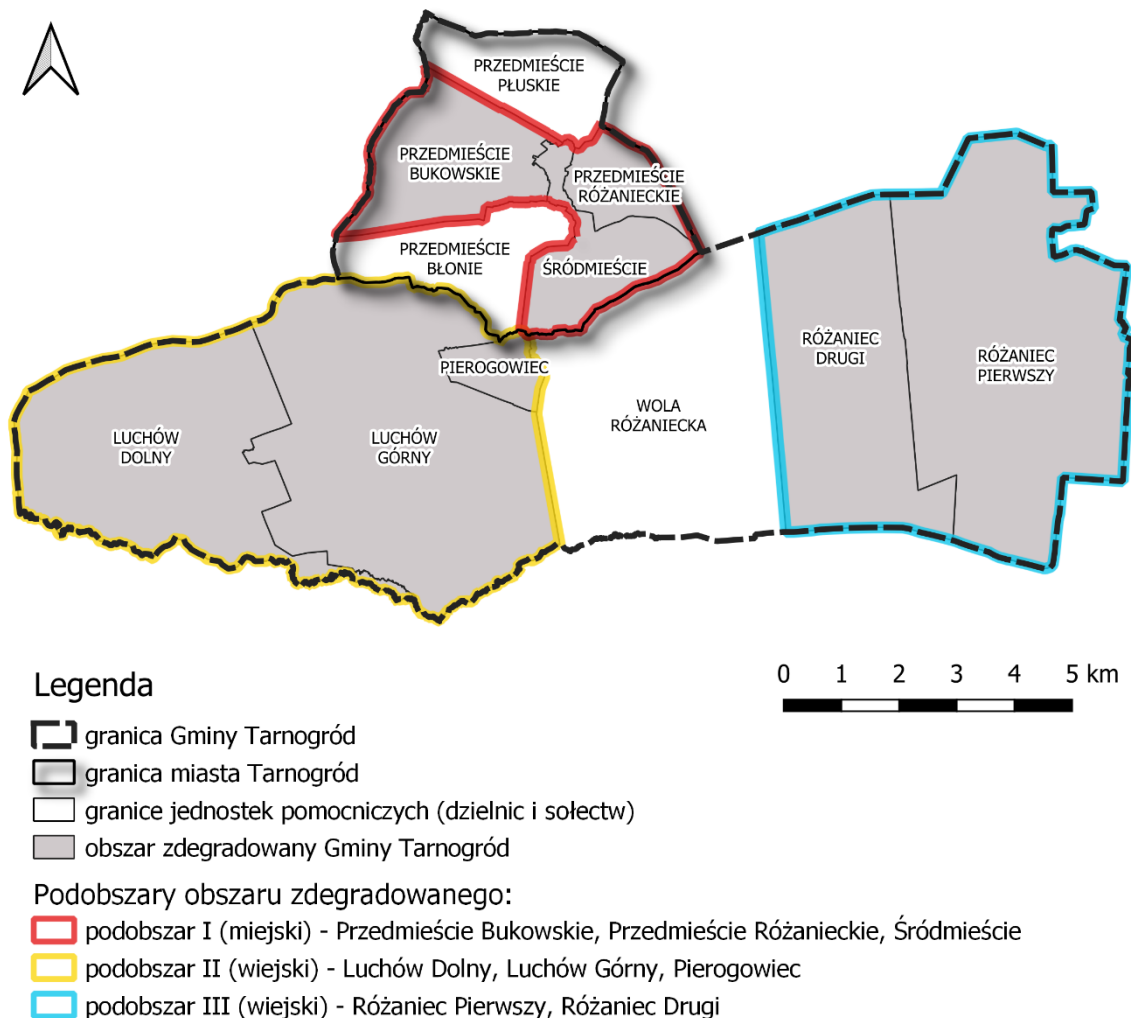 PRZEDMIEŚCIE
PŁUSKIE
PRZEDMIEŚCIE
BUKOWSKIE
PRZEDMIEŚCIE
RÓŻANIECKIE
PRZEDMIEŚCIE
BŁONIE
ŚRÓDMIEŚCIE
PIEROGOWIEC
RÓŻANIEC
DRUGI
RÓŻANIEC
PIERWSZY
WOLA
RÓŻANIECKA
LUCHÓW
DOLNY
LUCHÓW
GÓRNY
Legenda
0 1 2 3 4 5 km
granica Gminy Tarnogród
granica miasta Tarnogród
granice jednostek pomocniczych (dzielnic i sołectw)
obszar zdegradowany Gminy Tarnogród
Podobszary obszaru zdegradowanego:
podobszar I (miejski) - Przedmieście Bukowskie, Przedmieście Różanieckie, Śródmieście
podobszar II (wiejski) - Luchów Dolny, Luchów Górny, Pierogowiec
podobszar III (wiejski) - Różaniec Pierwszy, Różaniec Drugi